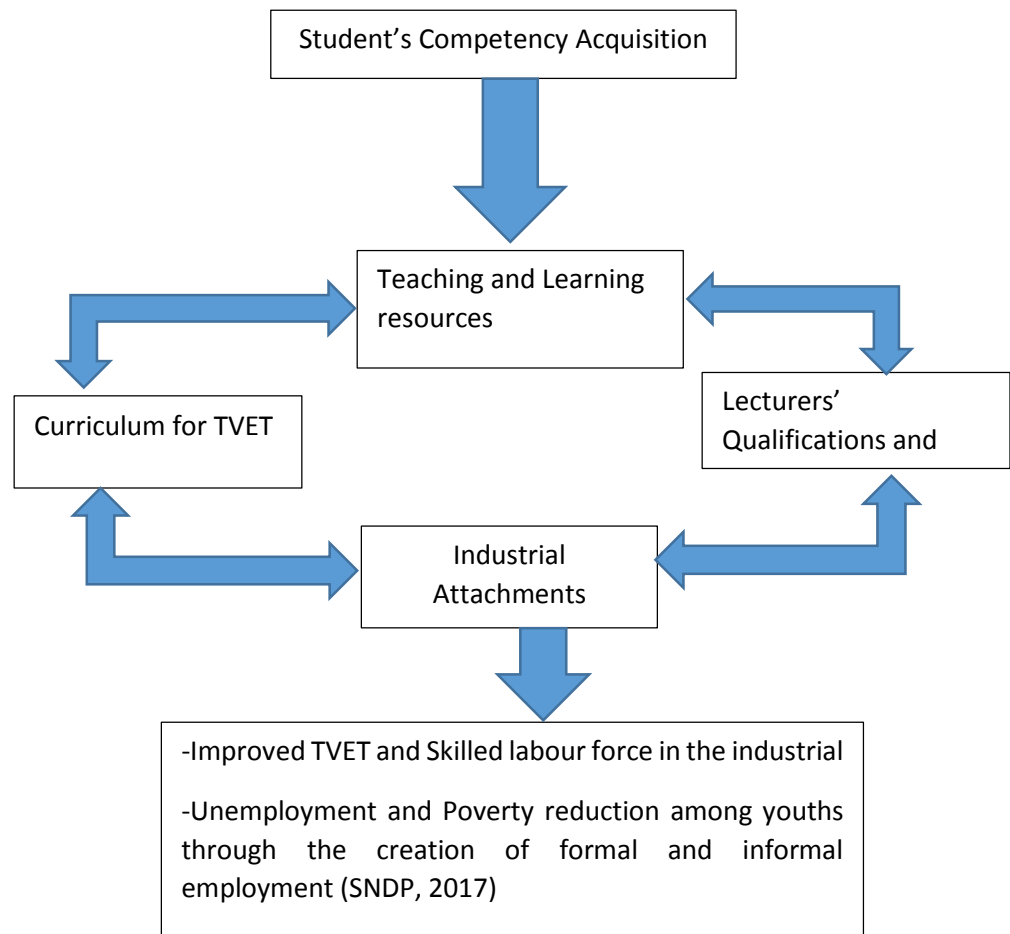 Student’s Competency Acquisition
Teaching and Learning
resources
Curriculum for TVET
Lecturers’
Qualifications and
Industrial
Attachments
-Improved TVET and Skilled labour force in the industrial
-Unemployment and Poverty reduction among youths
through the creation of formal and informal
employment (SNDP, 2017)